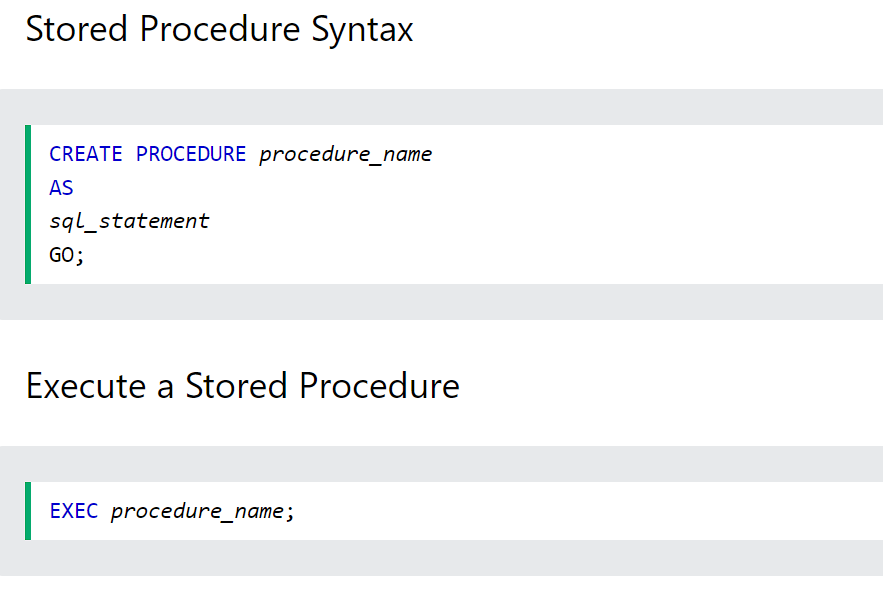 Stored Procedure Syntax
CREATE PROCEDURE procedure_name
AS
sql_statement
GO;
Execute a Stored Procedure
EXEC procedure_name;